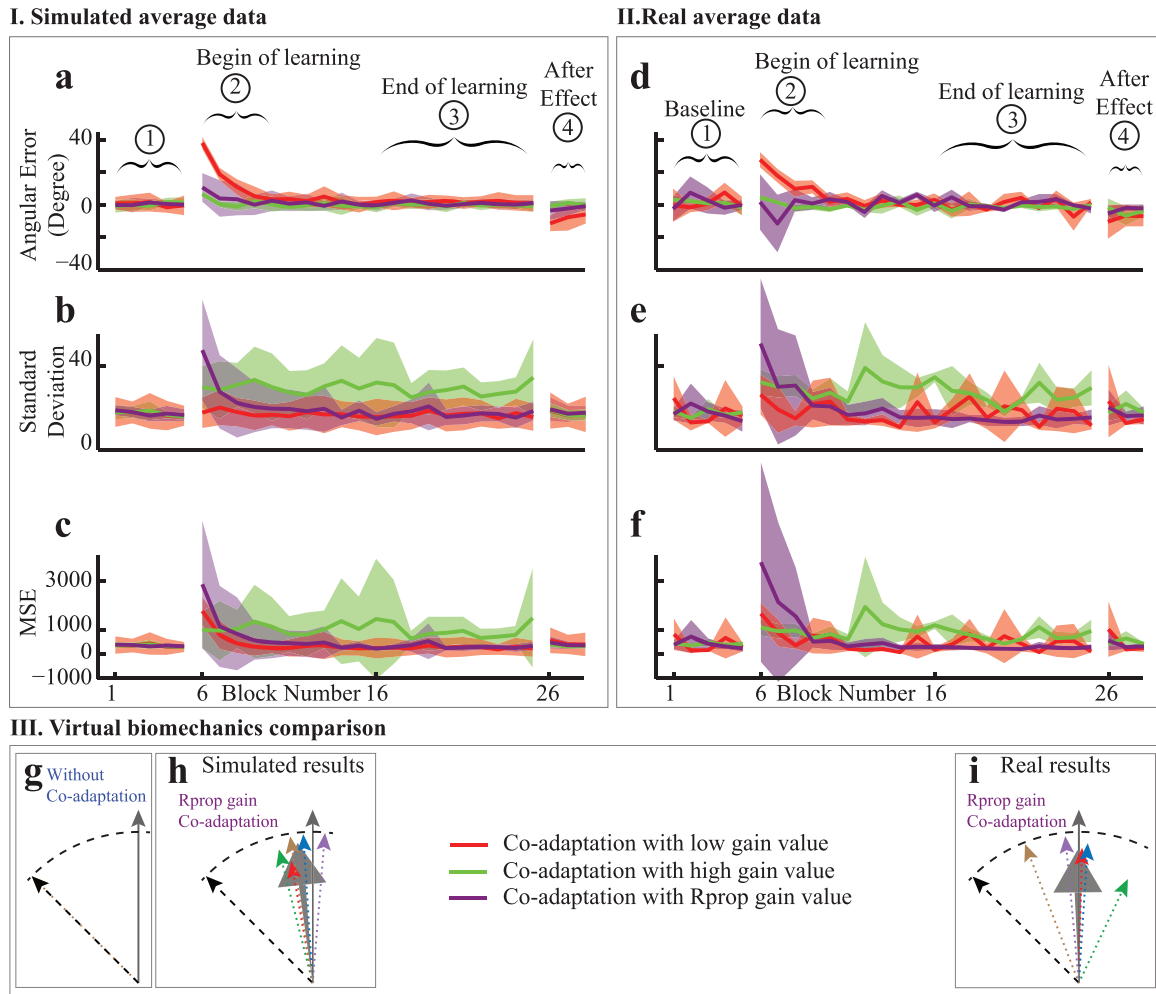 I. Simulated average data
II.Real average data
a
Begin of learning
2
1
End of learning
3
After
Effect
4
Angular Error
(Degree)
40
0
−40
d
Baseline
1
Begin of learning
2
End of learning
3
After
Effect
4
b
Standard
Deviation
40
0
e
c
MSE
3000
1000
0
−1000
f
1 6 Block Number 16 26
1 6 Block Number 16 26
III. Virtual biomechanics comparison
g
Without
Co-adaptation
h Simulated results
Rprop gain
Co-adaptation
Co-adaptation with low gain value
Co-adaptation with high gain value
Co-adaptation with Rprop gain value
i Real results
Rprop gain
Co-adaptation